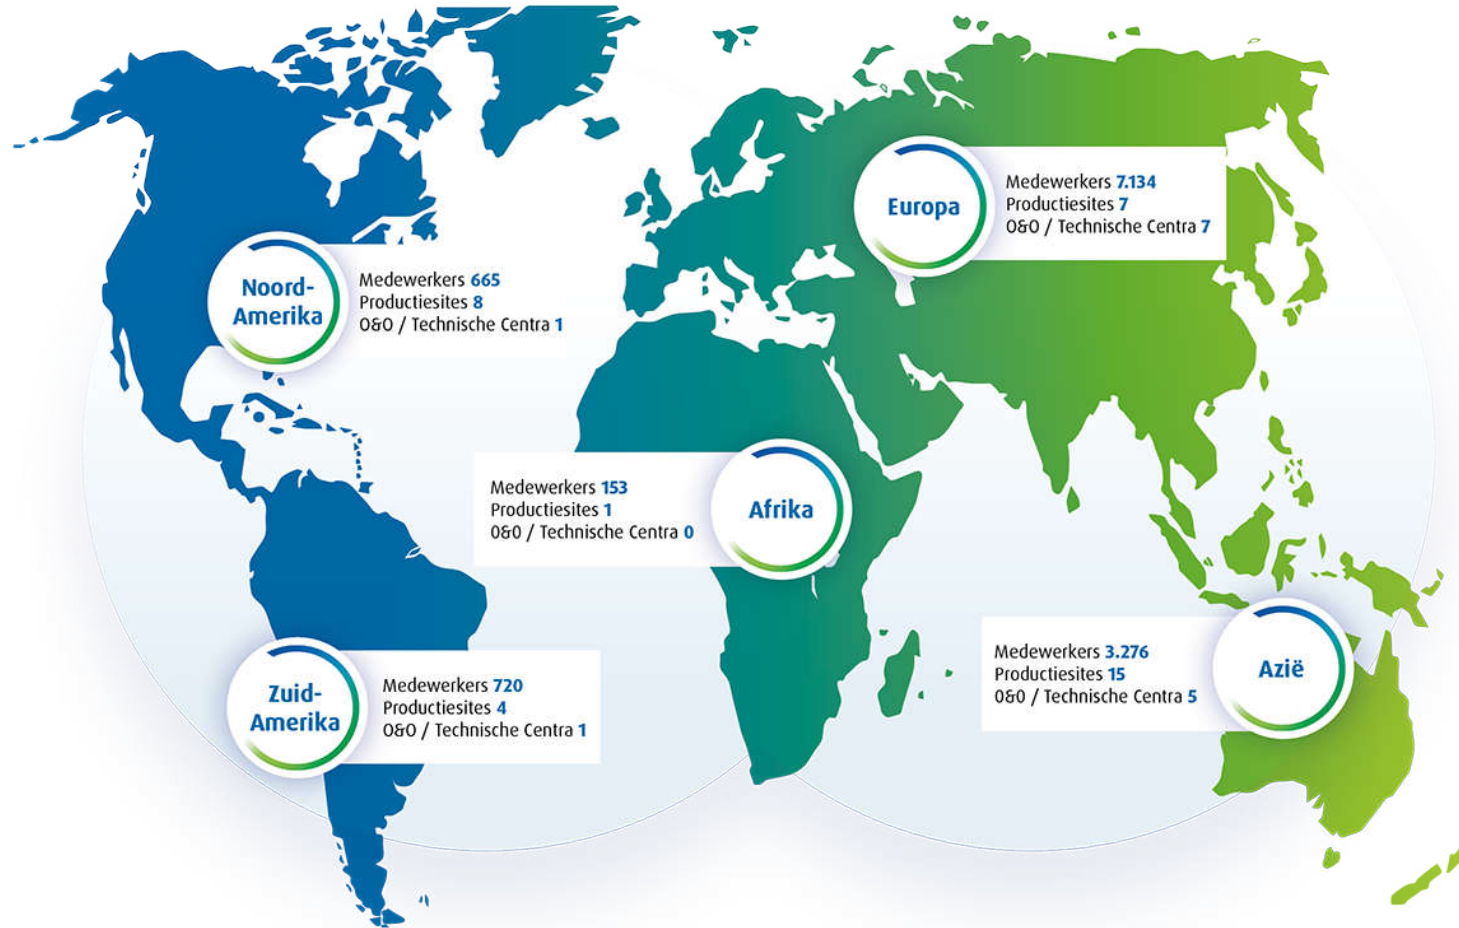 Europa
Medewerkers 7.134
Productiesites 7
O&O / Technische Centra 7
Noord-
Amerika
Medewerkers 665
Productiesites 8
O&O / Technische Centra 1
Medewerkers 153
Productiesites 1
O&O / Technische Centra 0
Afrika
Medewerkers 3.276
Productiesites 15
O&O / Technische Centra 5
Azië
Zuid-
Amerika
Medewerkers 720
Productiesites 4
O&O / Technische Centra 1